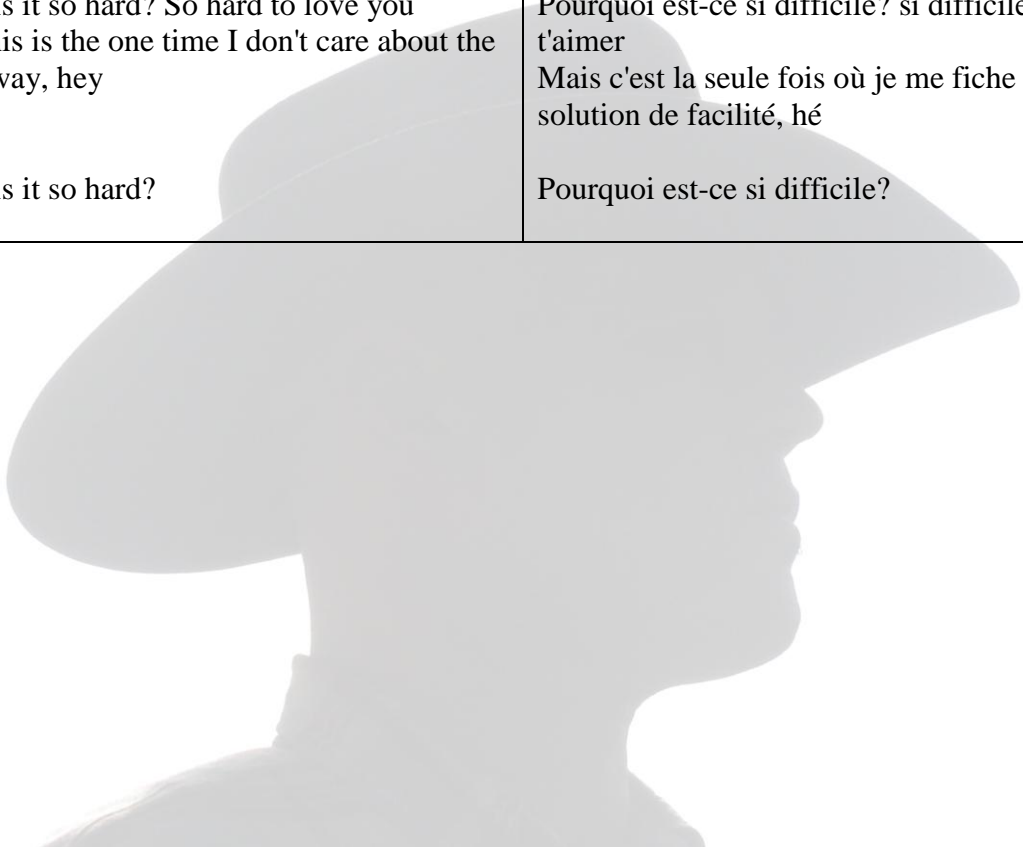 s it so hard? So hard to love you
is is the one time I don't care about the
way, hey
s it so hard?
Pourquoi est-ce si difficile? si difficile
t'aimer
Mais c'est la seule fois où je me fiche
solution de facilité, hé
Pourquoi est-ce si difficile?